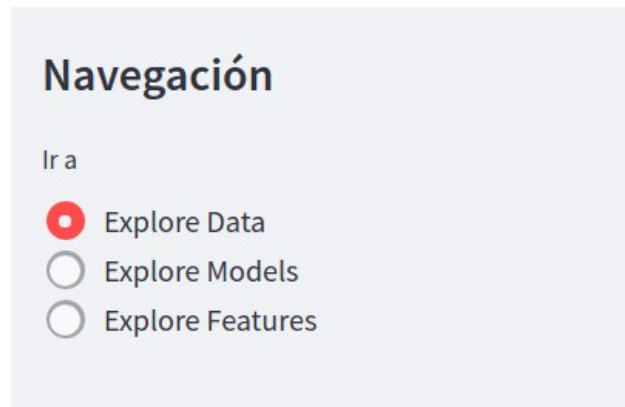 Navegación
Ir a
Explore Data
Explore Models
Explore Features